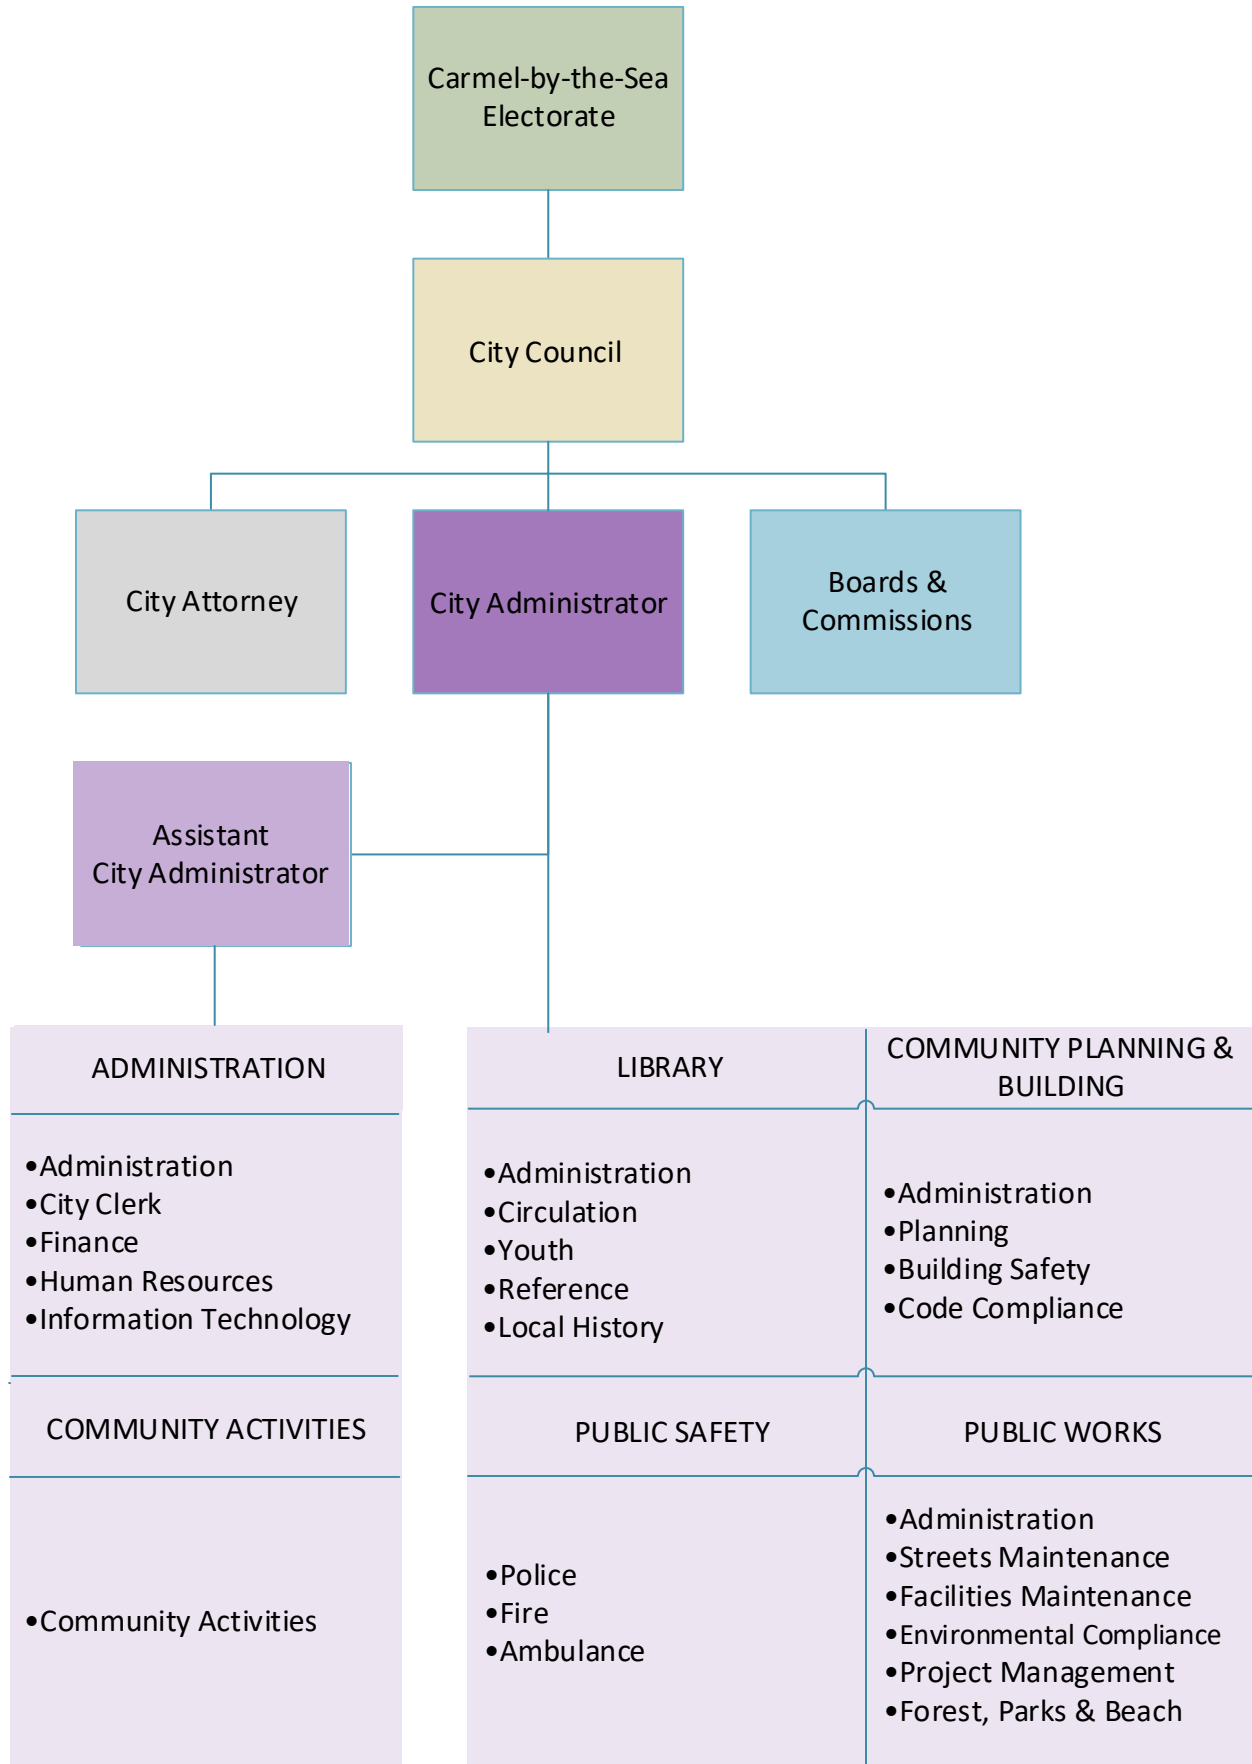 Carmel-by-the-Sea
Electorate
City Council
City Attorney
City Administrator
Boards &
Commissions
Assistant
City Administrator
ADMINISTRATION
•Administration
•City Clerk
•Finance
•Human Resources
•Information Technology
COMMUNITY ACTIVITIES
•Community Activities
LIBRARY
•Administration
•Circulation
•Youth
•Reference
•Local History
COMMUNITY PLANNING &
BUILDING
•Administration
•Planning
•Building Safety
•Code Compliance
PUBLIC SAFETY
•Police
•Fire
•Ambulance
PUBLIC WORKS
•Administration
•Streets Maintenance
•Facilities Maintenance
•Environmental Compliance
•Project Management
•Forest, Parks & Beach